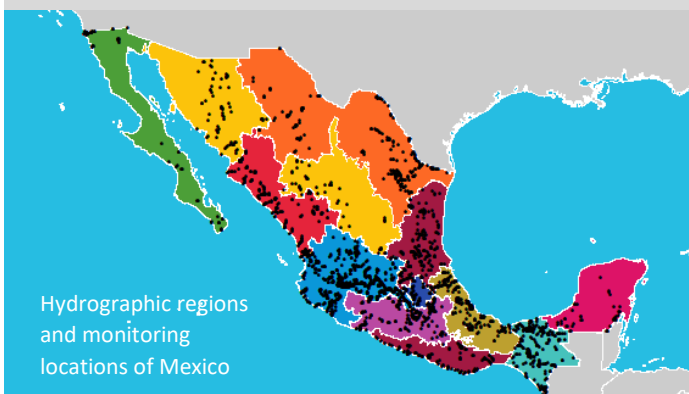 Hydrographic regions
and monitoring
locations of Mexico